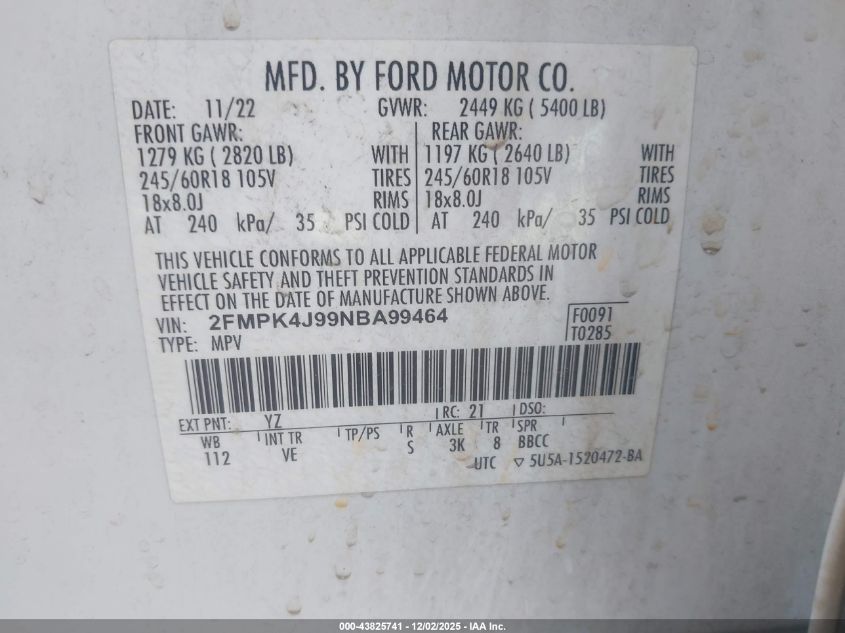 MFD. BY FORD MOTOR CO.
DATE: 11/22 GVWR: 2449 KG ( 5400 LB)
FRONT GAWR: REAR GAWR:
1279 KG ( 2820 LB) WITH 1197 KG ( 2640 LB) WITH
245/60R18 105V TIRES 245/60R18 105V TIRES
18x8.0J RIMS 18x8.0J RIMS
AT 240 kPa/ 35 PSI COLD AT 240 kPa/ 35 PSI COLD
THIS VEHICLE CONFORMS TO ALL APPLICABLE FEDERAL MOTOR
VEHICLE SAFETY AND THEFT PREVENTION STANDARDS IN
EFFECT ON THE DATE OF MANUFACTURE SHOWN ABOVE.
VIN: 2FMPK4J99NBA99464 F0091
TYPE: MPV T0285
EXT PNT: YZ RC: 21 DSO:
WB INT TR TP/PS R AXLE TR SPR
112 VE S 3K 8 BBCC
UTC ▽ 5U5A-1520472-BA
000-43825741 - 12/02/2025 - IAA Inc.